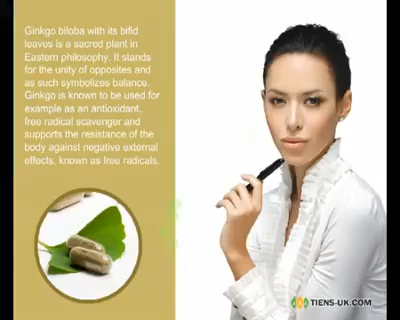 Ginkgo biloba with its bifid
leaves is a sacred plant in
Eastern philosophy. It stands
for the unity of opposites and
as such symbolizes balance.
Ginkgo is known to be used for
example as an antioxidant,
free radical scavenger and
supports the resistance of the
body against negative external
effects, known as free radicals.
TIENS-UK.COM